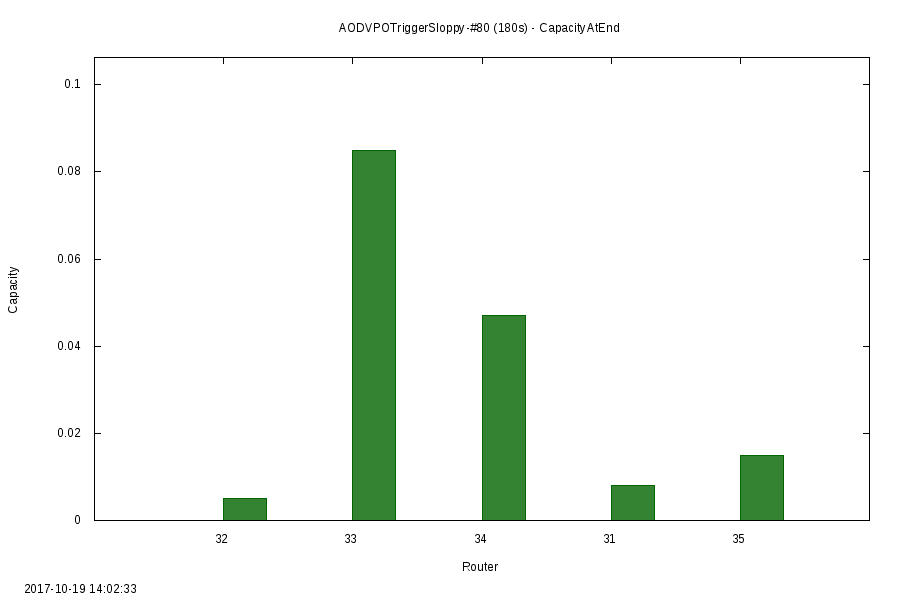 AODVPOTriggerSloppy-#80 (180s) - CapacityAtEnd
0.1
0.08
0.06
0.04
0.02
0
Capacity
32 33 34 31 35
Router
2017-10-19 14:02:33